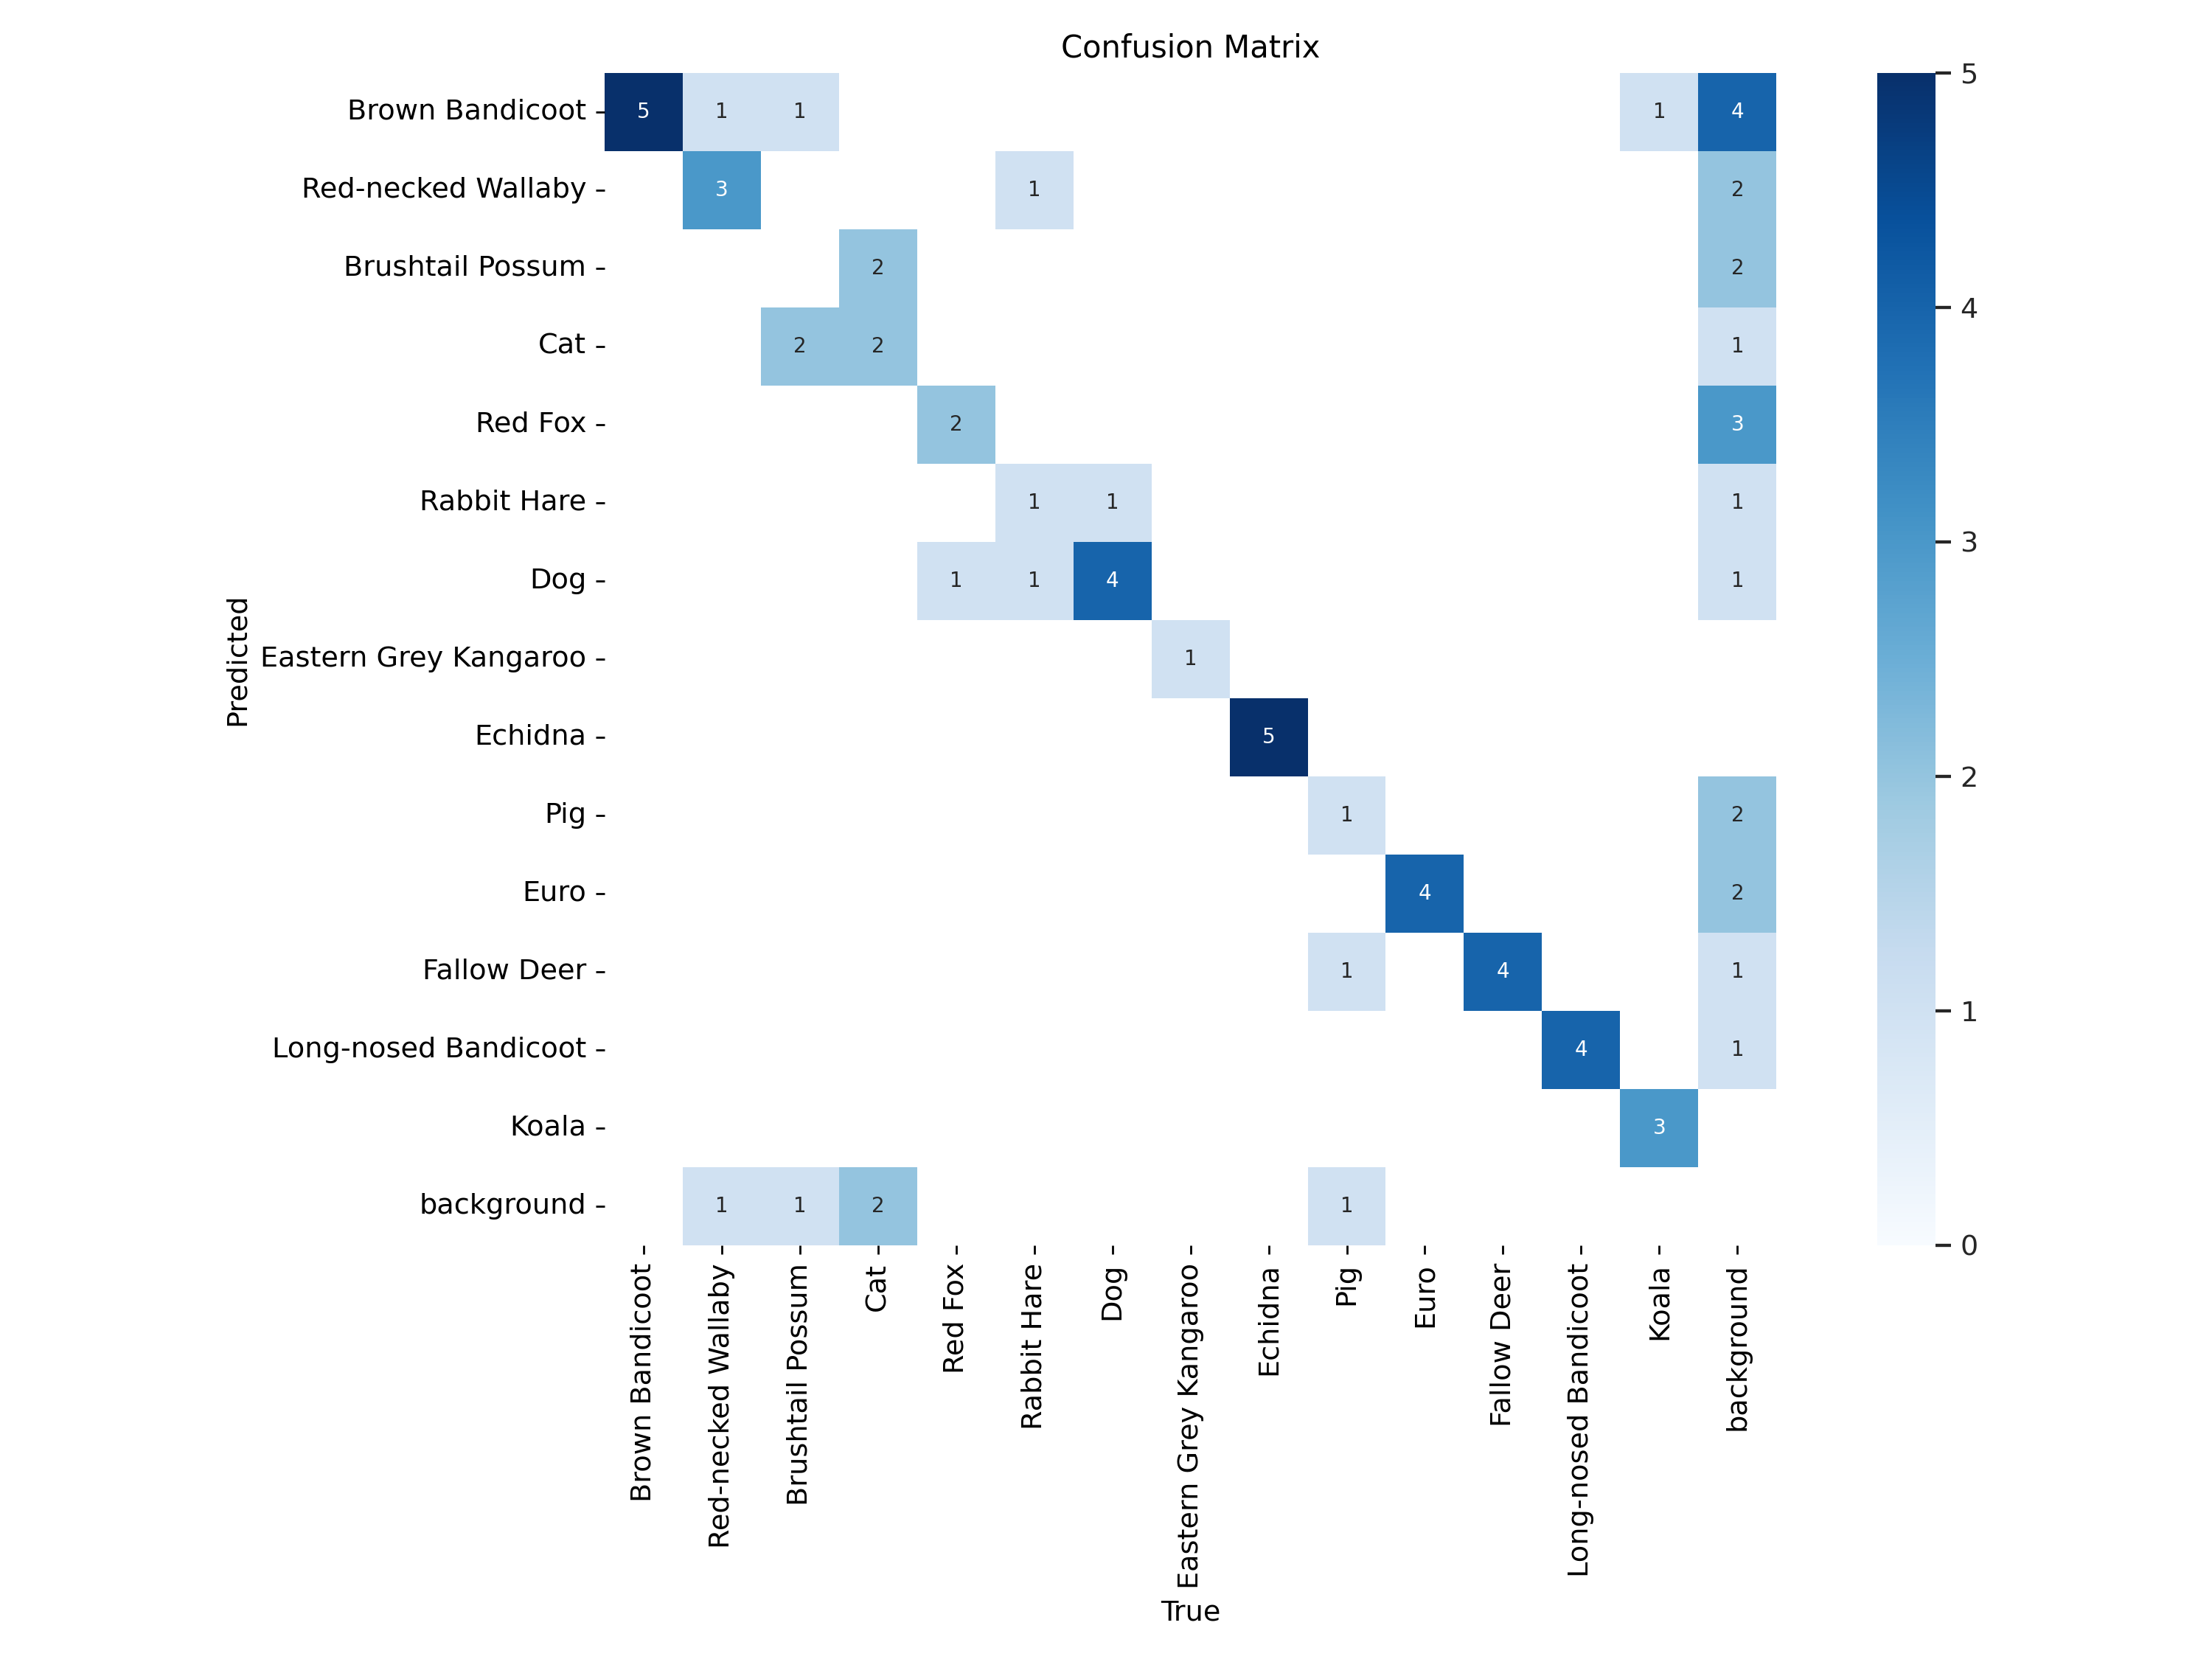 Confusion Matrix
Brown Bandicoot 5 1 1 1 4
Red-necked Wallaby 3 1 2
Brushtail Possum 2 2
Cat 2 2 1
Red Fox 2 3
Rabbit Hare 1 1 1
Dog 1 1 4 1
Eastern Grey Kangaroo 1
Echidna 5
Pig 1 2
Euro 4 2
Fallow Deer 1 4 1
Long-nosed Bandicoot 4 1
Koala 3
background 1 1 2 1
Predicted
Brown Bandicoot
Red-necked Wallaby
Brushtail Possum
Cat
Red Fox
Rabbit Hare
Dog
Eastern Grey Kangaroo
Echidna
Pig
Euro
Fallow Deer
Long-nosed Bandicoot
Koala
background
True
5
4
3
2
1
0